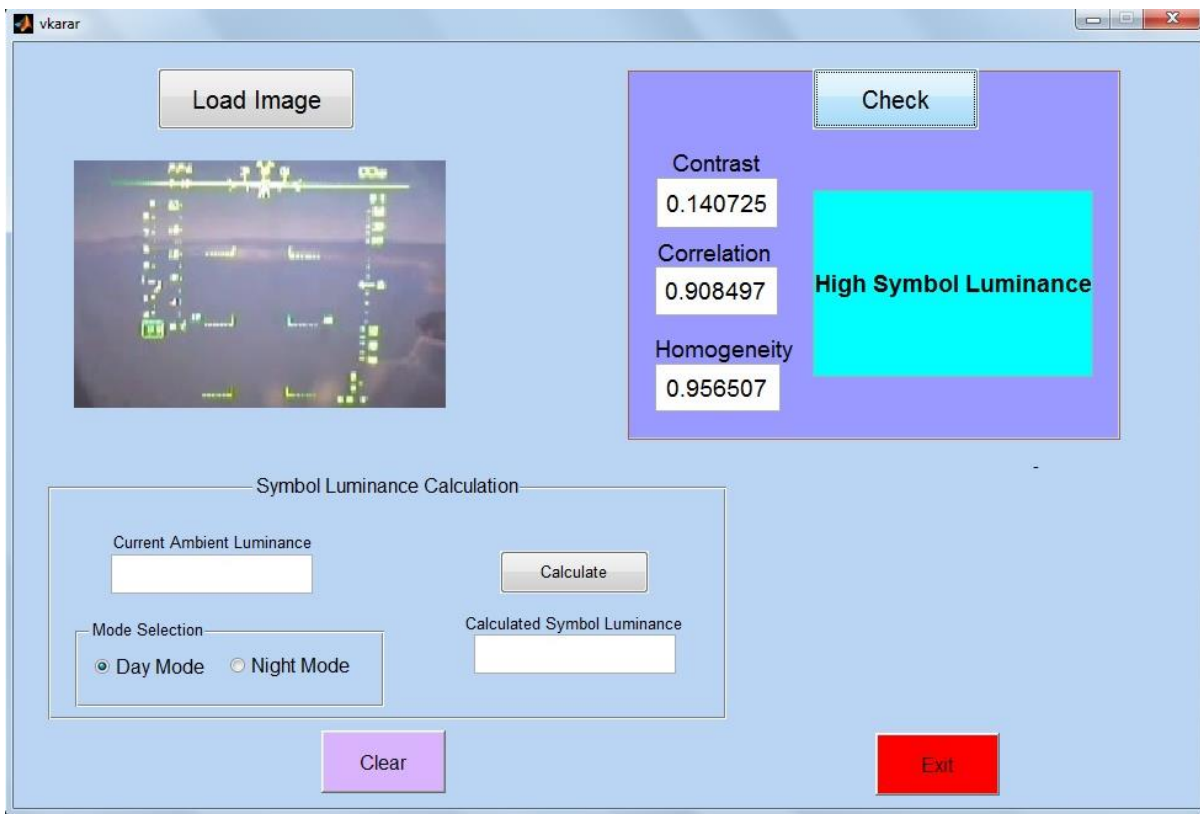 vkarar
Load Image
Check
Contrast
0.140725
Correlation
0.908497
High Symbol Luminance
Homogeneity
0.956507
-
Symbol Luminance Calculation
Current Ambient Luminance
Calculate
Mode Selection
Day Mode
Night Mode
Calculated Symbol Luminance
Clear
Exit